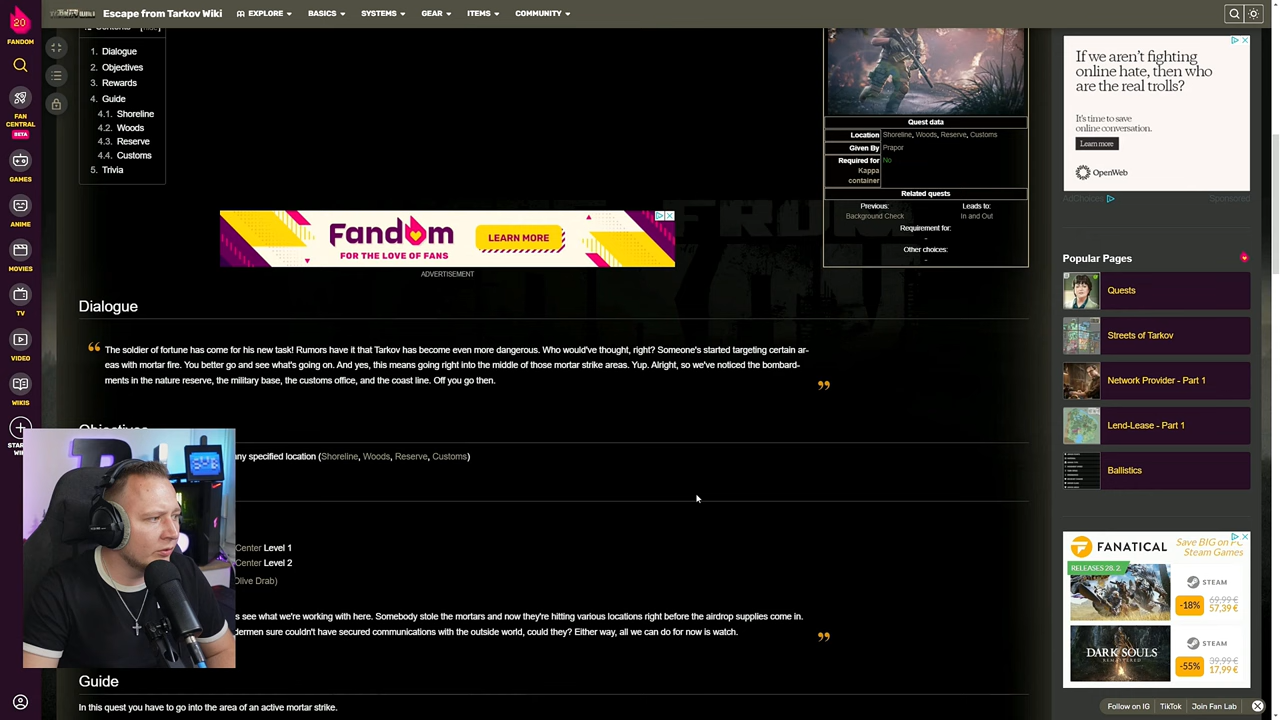 20
FANDOM
FAN
CENTRAL
BETA
GAMES
ANIME
MOVIES
TV
VIDEO
WIKIS
Escape from Tarkov Wiki
EXPLORE
BASICS
SYSTEMS
GEAR
ITEMS
COMMUNITY
1. Dialogue
2. Objectives
3. Rewards
4. Guide
4.1. Shoreline
4.2. Woods
4.3. Reserve
4.4. Customs
5. Trivia
Quest data
Location Shoreline, Woods, Reserve, Customs
Given By Prapor
Required for No
Kappa
container
Related quests
Previous: Leads to:
Background Check In and Out
Requirement for:
-
Other choices:
-
Fandom
FOR THE LOVE OF FANS
LEARN MORE
ADVERTISEMENT
Dialogue
The soldier of fortune has come for his new task! Rumors have it that Tarkov has become even more dangerous. Who would've thought, right? Someone's started targeting certain ar-
eas with mortar fire. You better go and see what's going on. And yes, this means going right into the middle of those mortar strike areas. Yup. Alright, so we've noticed the bombard-
ments in the nature reserve, the military base, the customs office, and the coast line. Off you go then.
any specified location (Shoreline, Woods, Reserve, Customs)
Center Level 1
Center Level 2
Olive Drab)
s see what we're working with here. Somebody stole the mortars and now they're hitting various locations right before the airdrop supplies come in.
dermen sure couldn't have secured communications with the outside world, could they? Either way, all we can do for now is watch.
Guide
In this quest you have to go into the area of an active mortar strike.
If we aren't fighting
online hate, then who
are the real trolls?
It's time to save
online conversation.
Learn more
OpenWeb
AdChoices
Sponsored
Popular Pages
Quests
Streets of Tarkov
Network Provider - Part 1
Lend-Lease - Part 1
Ballistics
FANATICAL
Save BIG on PC
Steam Games
RELEASES 28. 2.
STEAM
-18% 69,99 €
57,39 €
DARK SOULS
REMASTERED
STEAM
-55% 39,99 €
17,99 €
Follow on IG
TikTok
Join Fan Lab